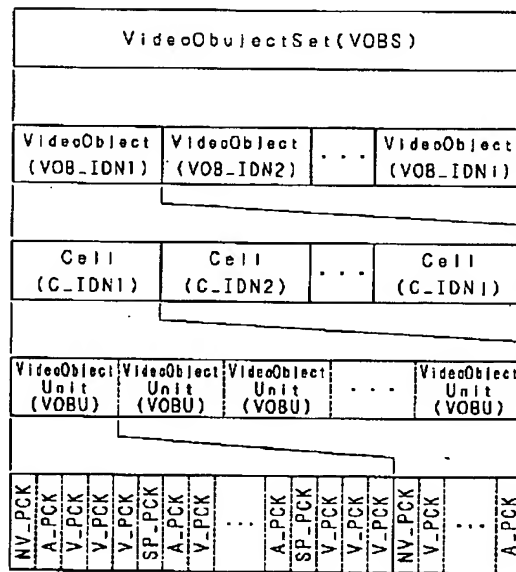 VideoObujectSet(VOBS)
VideoObject VideoObject ... VideoObject
(VOB_IDN1) (VOB_IDN2) (VOB_IDNi)
Cell Cell ... Cell
(C_IDN1) (C_IDN2) (C_IDNj)
VideoObject VideoObject VideoObject ... VideoObject
Unit Unit Unit Unit
(VOBU) (VOBU) (VOBU) (VOBU)
NV_PCK A_PCK V_PCK V_PCK V_PCK SP_PCK A_PCK V_PCK ... A_PCK SP_PCK V_PCK V_PCK NV_PCK V_PCK ... A_PCK